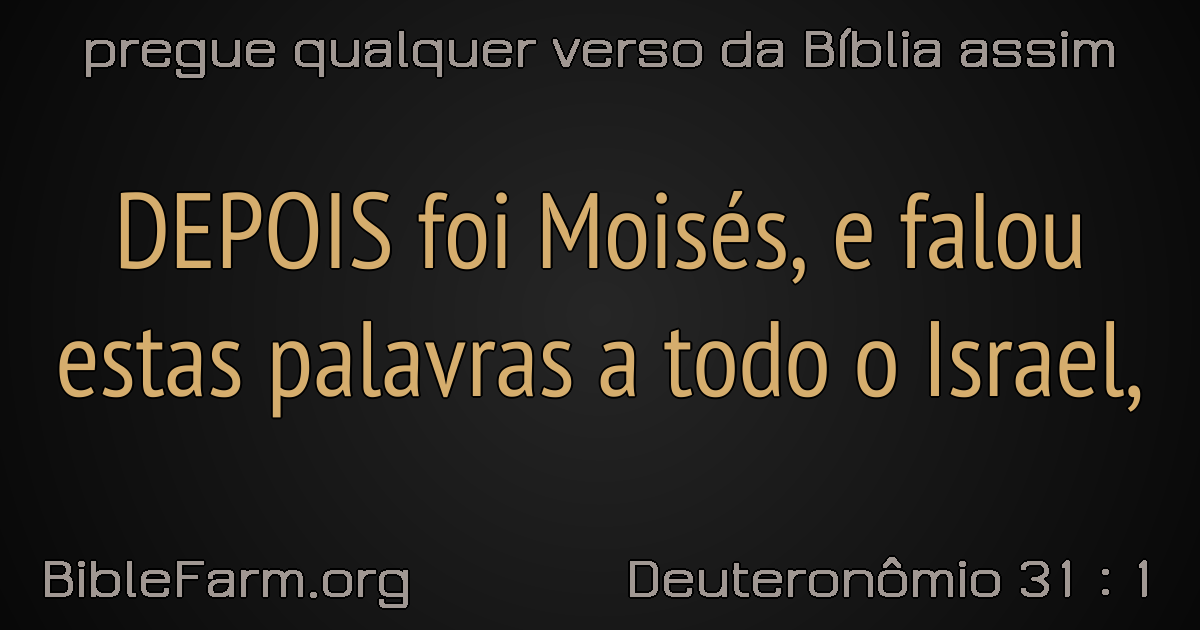 pregue qualquer verso da Bíblia assim
DEPOIS foi Moisés, e falou
estas palavras a todo o Israel,
BibleFarm.org
Deuteronômio 31 : 1